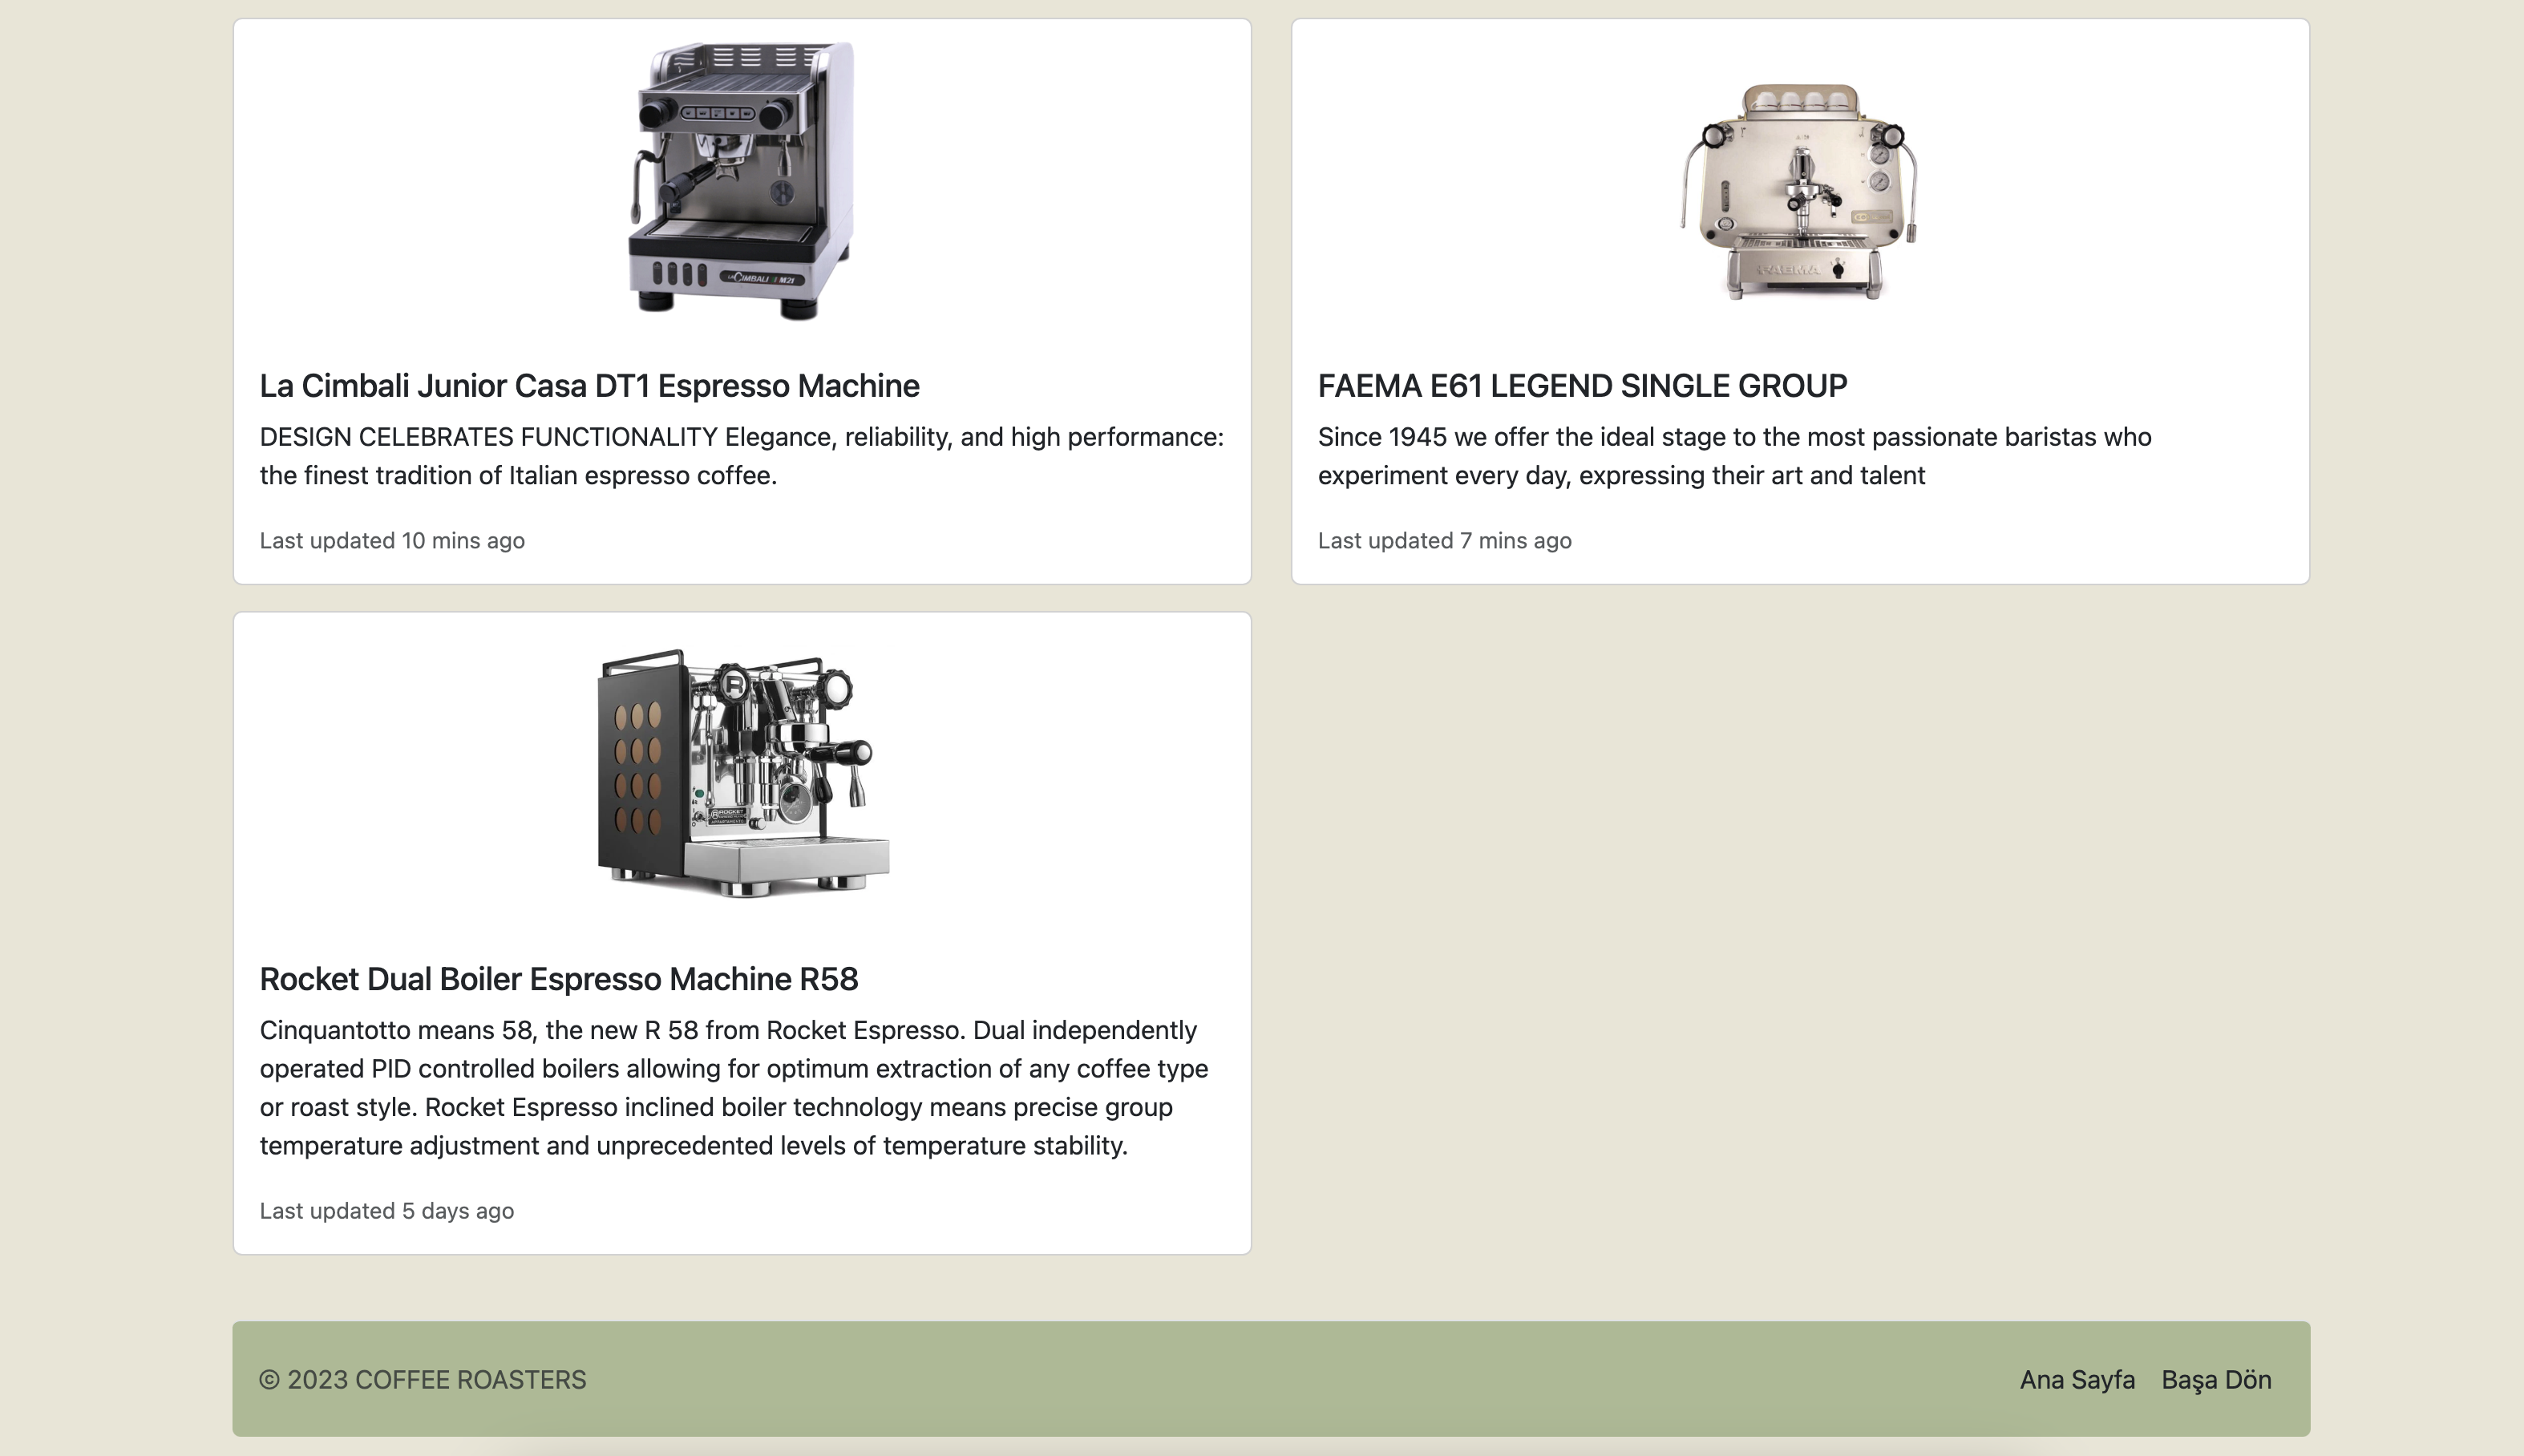 LA CIMBALI M21
FAEMA
La Cimbali Junior Casa DT1 Espresso Machine
DESIGN CELEBRATES FUNCTIONALITY Elegance, reliability, and high performance:
the finest tradition of Italian espresso coffee.
Last updated 10 mins ago
FAEMA E61 LEGEND SINGLE GROUP
Since 1945 we offer the ideal stage to the most passionate baristas who
experiment every day, expressing their art and talent
Last updated 7 mins ago
R
ROCKET
APPARTAMENTO
Rocket Dual Boiler Espresso Machine R58
Cinquantotto means 58, the new R 58 from Rocket Espresso. Dual independently
operated PID controlled boilers allowing for optimum extraction of any coffee type
or roast style. Rocket Espresso inclined boiler technology means precise group
temperature adjustment and unprecedented levels of temperature stability.
Last updated 5 days ago
© 2023 COFFEE ROASTERS
Ana Sayfa Başa Dön